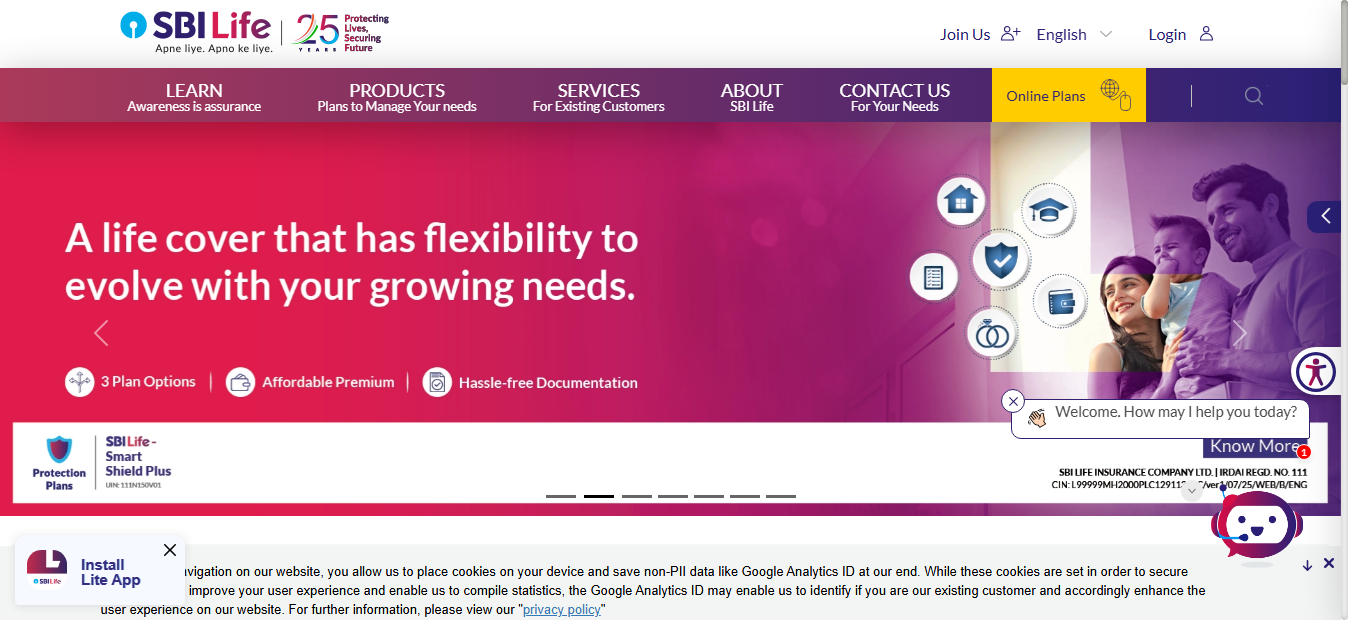 SBI Life
Apne liye. Apno ke liye.
25
YEARS
Protecting
Lives,
Securing
Future
Join Us
English
Login
LEARN
Awareness is assurance
PRODUCTS
Plans to Manage Your needs
SERVICES
For Existing Customers
ABOUT
SBI Life
CONTACT US
For Your Needs
Online Plans
A life cover that has flexibility to
evolve with your growing needs.
3 Plan Options
Affordable Premium
Hassle-free Documentation
Welcome. How may I help you today?
Know More
1
Protection
Plans
SBI Life -
Smart
Shield Plus
UIN: 111N150V01
SBI LIFE INSURANCE COMPANY LTD. | IRDAI REGD. NO. 111
CIN: L99999MH2000PLC12911 /ver1/07/25/WEB/B/ENG
Install
Lite App
SBI Life
avigation on our website, you allow us to place cookies on your device and save non-PII data like Google Analytics ID at our end. While these cookies are set in order to secure
improve your user experience and enable us to compile statistics, the Google Analytics ID may enable us to identify if you are our existing customer and accordingly enhance the
user experience on our website. For further information, please view our "privacy policy"